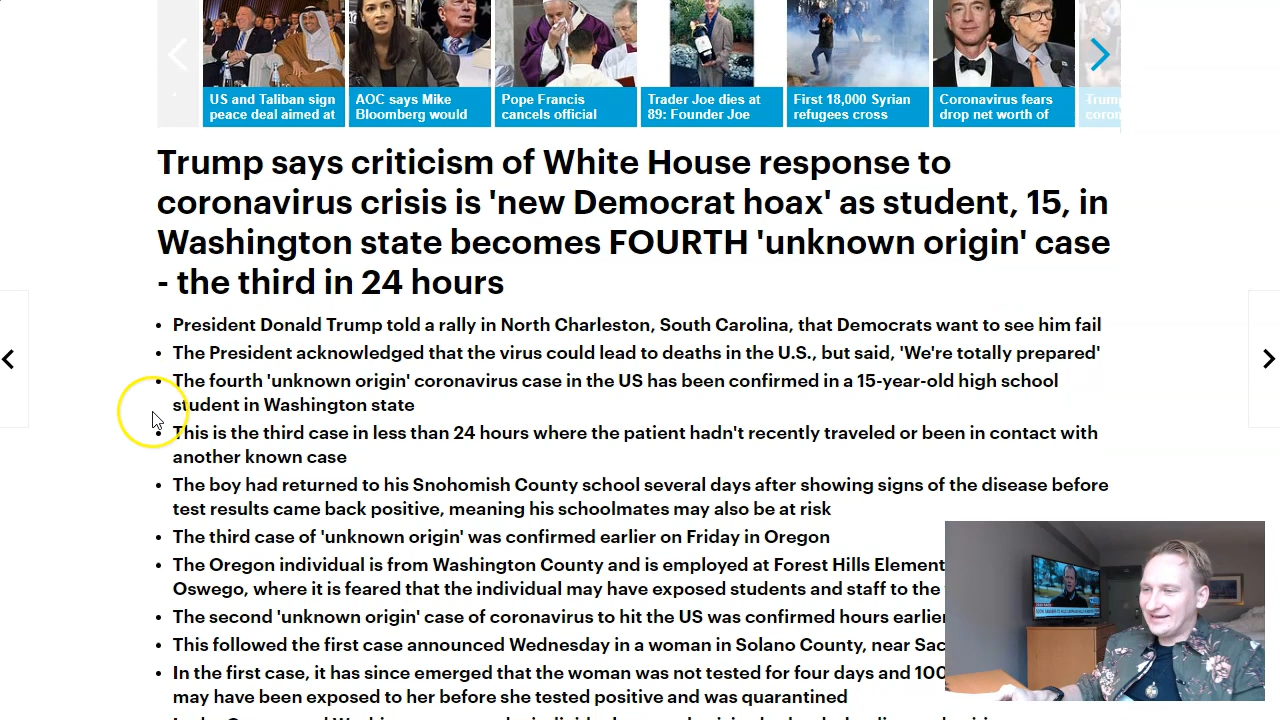 US and Taliban sign
peace deal aimed at
AOC says Mike
Bloomberg would
Pope Francis
cancels official
Trader Joe dies at
89: Founder Joe
First 18,000 Syrian
refugees cross
Coronavirus fears
drop net worth of
Trump says criticism of White House response to
coronavirus crisis is 'new Democrat hoax' as student, 15, in
Washington state becomes FOURTH 'unknown origin' case
- the third in 24 hours
• President Donald Trump told a rally in North Charleston, South Carolina, that Democrats want to see him fail
• The President acknowledged that the virus could lead to deaths in the U.S., but said, 'We're totally prepared'
• The fourth 'unknown origin' coronavirus case in the US has been confirmed in a 15-year-old high school
student in Washington state
• This is the third case in less than 24 hours where the patient hadn't recently traveled or been in contact with
another known case
• The boy had returned to his Snohomish County school several days after showing signs of the disease before
test results came back positive, meaning his schoolmates may also be at risk
• The third case of 'unknown origin' was confirmed earlier on Friday in Oregon
• The Oregon individual is from Washington County and is employed at Forest Hills Element
Oswego, where it is feared that the individual may have exposed students and staff to the
• The second 'unknown origin' case of coronavirus to hit the US was confirmed hours earlier
• This followed the first case announced Wednesday in a woman in Solano County, near Sac
• In the first case, it has since emerged that the woman was not tested for four days and 100
may have been exposed to her before she tested positive and was quarantined